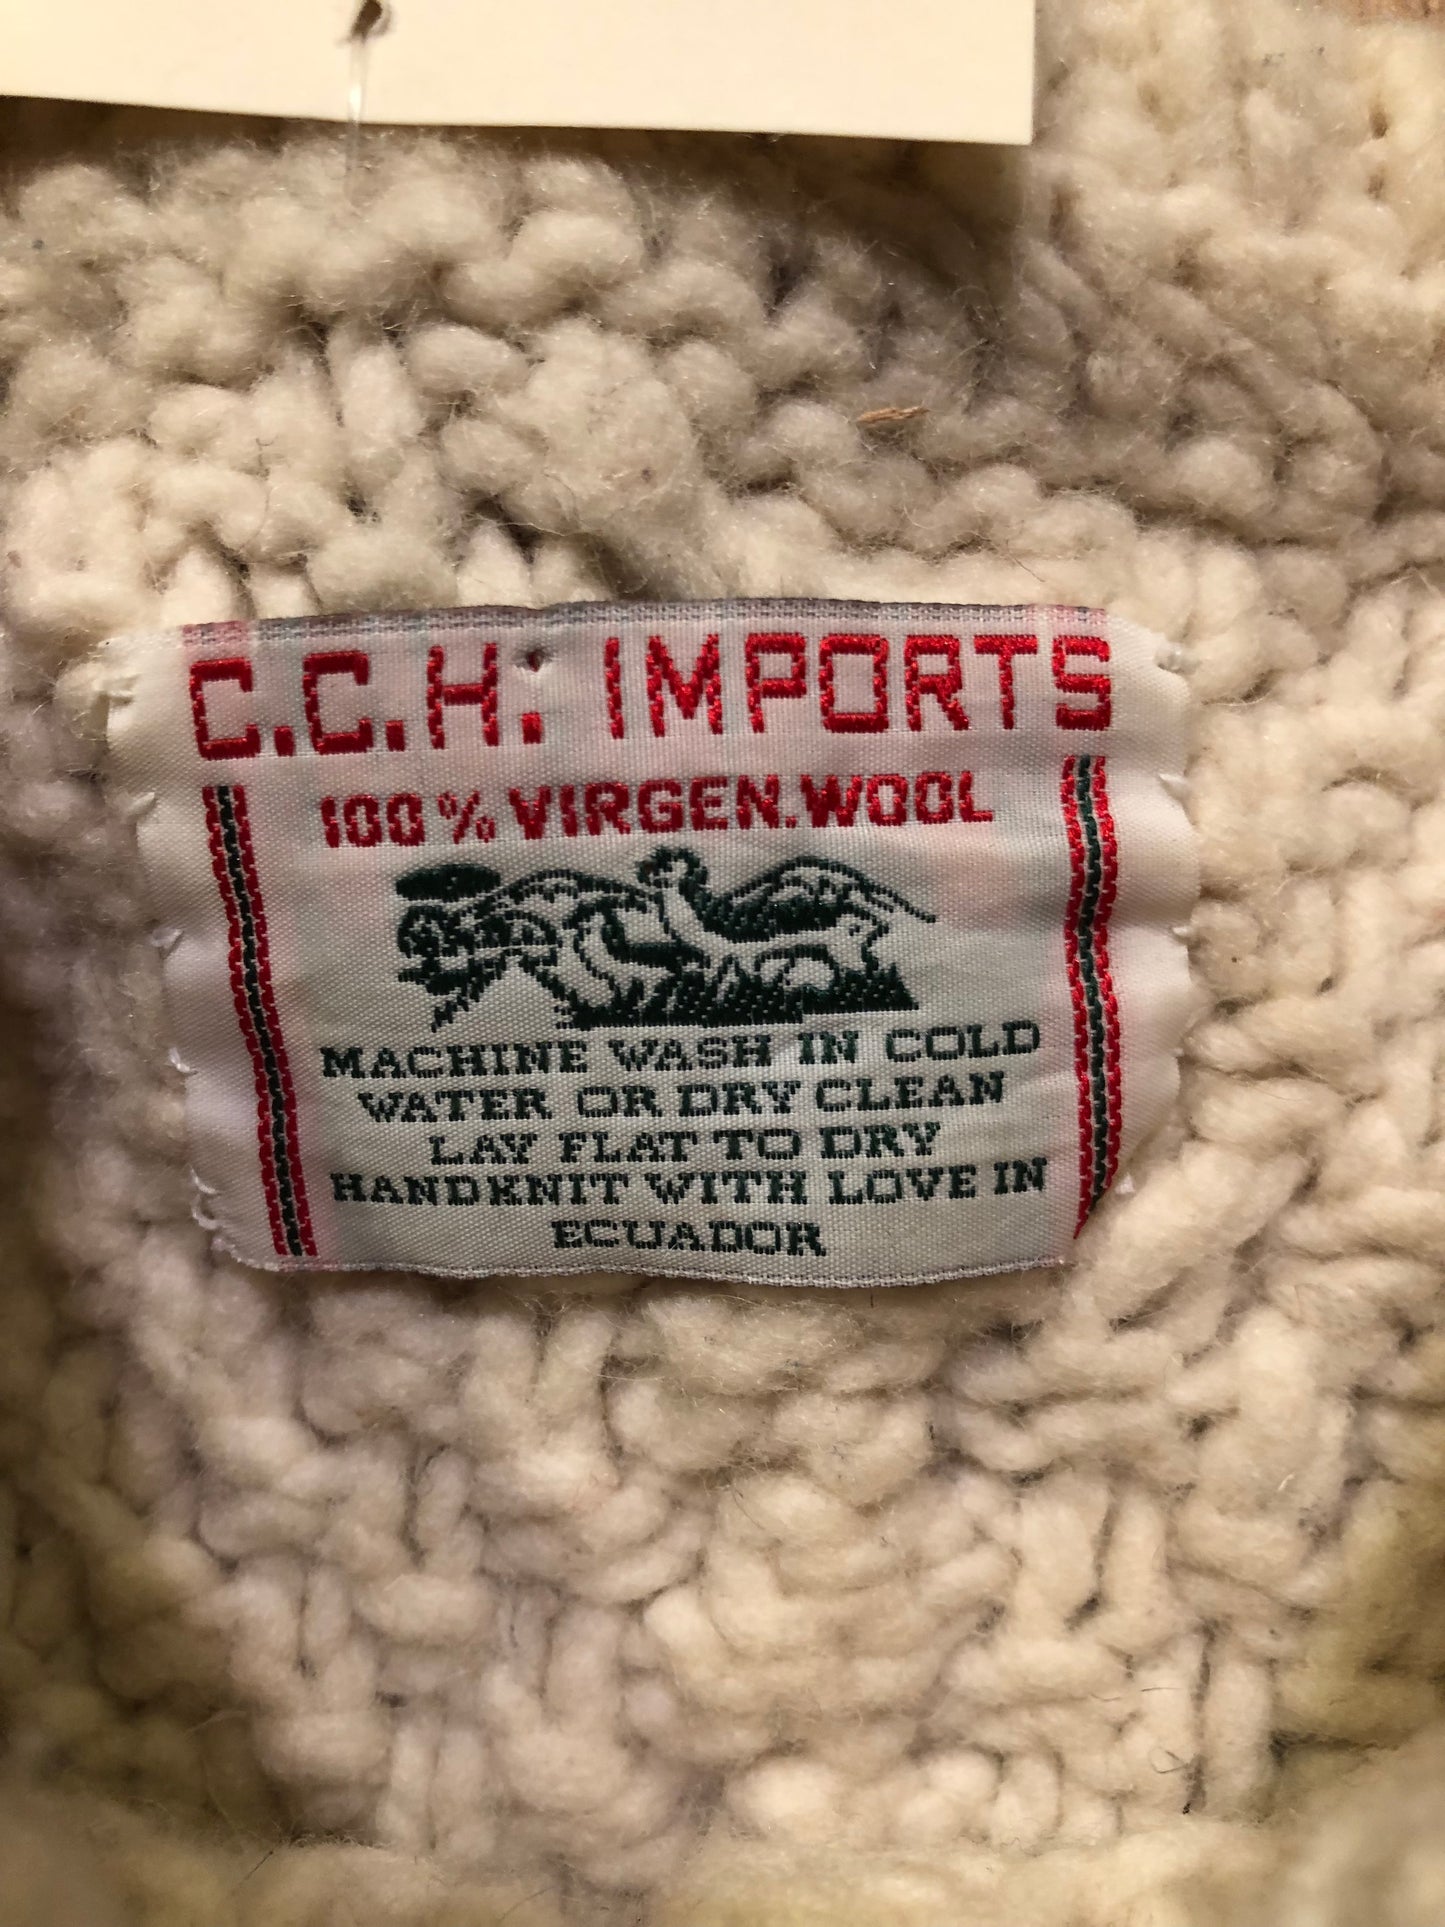 C.C.H. IMPORTS
100% VIRGEN.WOOL
MACHINE WASH IN COLD
WATER OR DRY CLEAN
LAY FLAT TO DRY
HANDKNIT WITH LOVE IN
ECUADOR